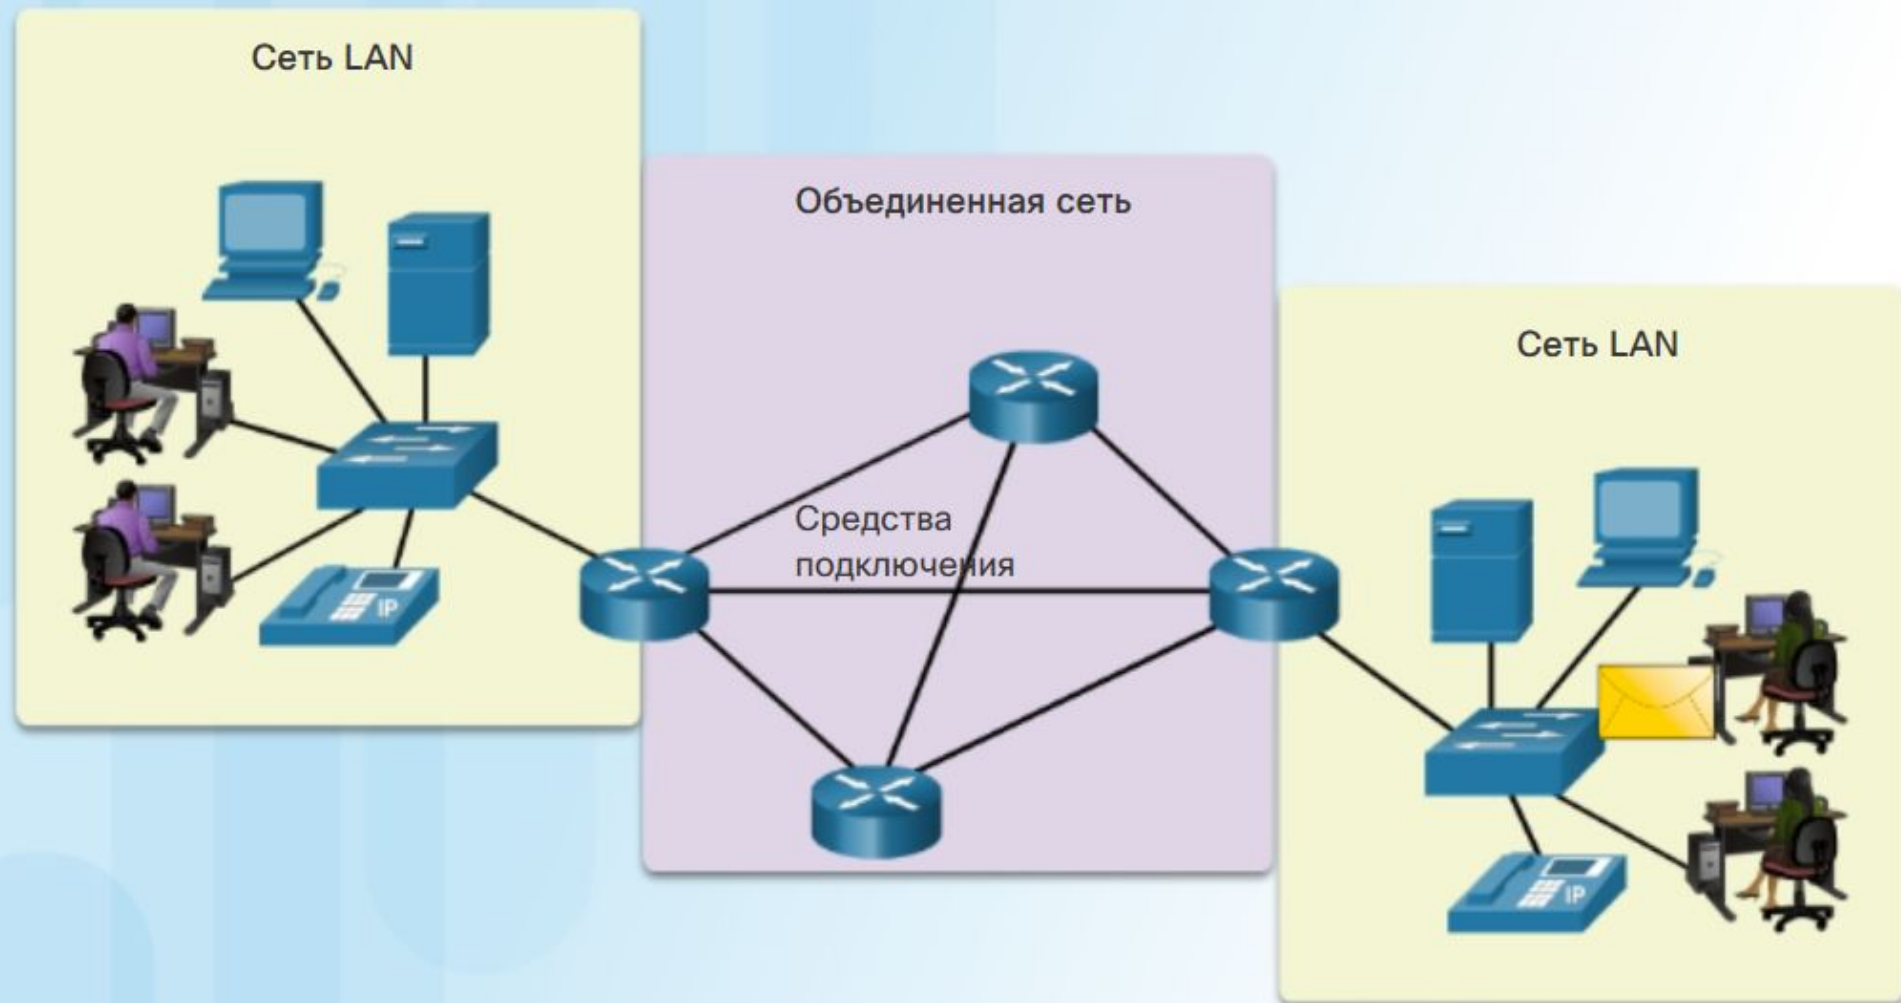 Сеть LAN
Объединенная сеть
Сеть LAN
Средства
подключения
IP
IP